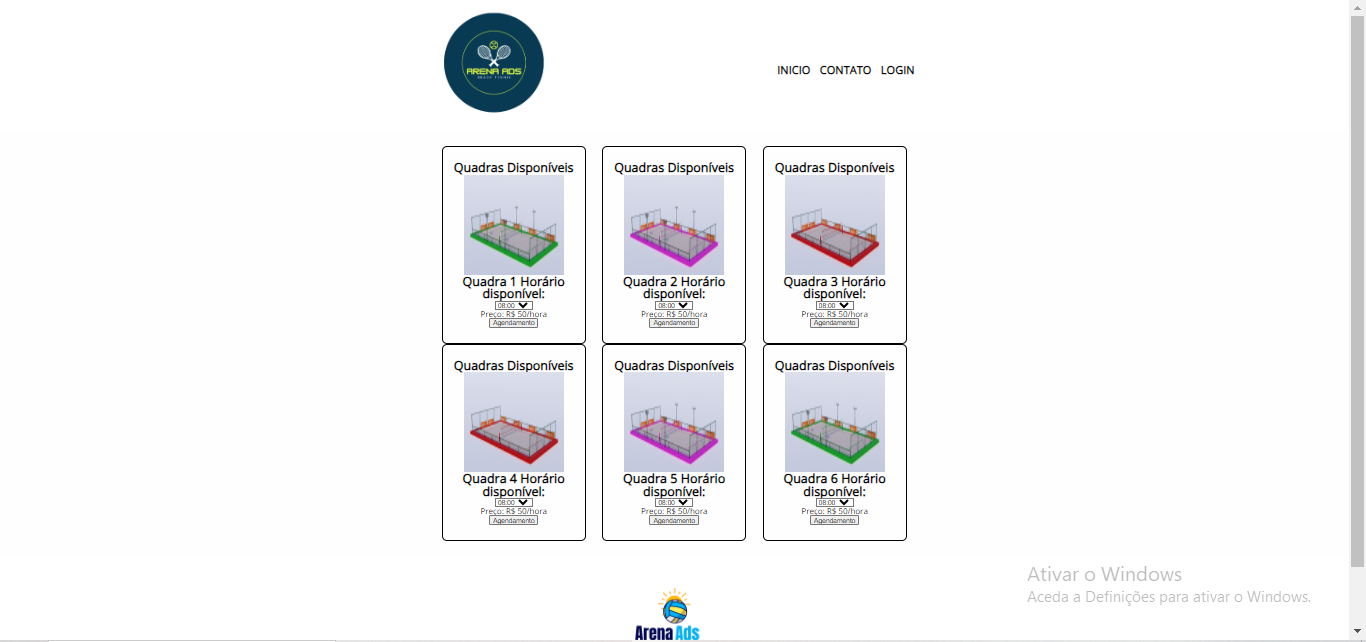 ARENA ADS
INICIO CONTATO LOGIN
Quadras Disponíveis
Quadra 1 Horário
disponível:
08:00
Preço: R$ 50/hora
Agendamento
Quadras Disponíveis
Quadra 2 Horário
disponível:
08:00
Preço: R$ 50/hora
Agendamento
Quadras Disponíveis
Quadra 3 Horário
disponível:
08:00
Preço: R$ 50/hora
Agendamento
Quadras Disponíveis
Quadra 4 Horário
disponível:
08:00
Preço: R$ 50/hora
Agendamento
Quadras Disponíveis
Quadra 5 Horário
disponível:
08:00
Preço: R$ 50/hora
Agendamento
Quadras Disponíveis
Quadra 6 Horário
disponível:
08:00
Preço: R$ 50/hora
Agendamento
Ativar o Windows
Aceda a Definições para ativar o Windows.
Arena Ads